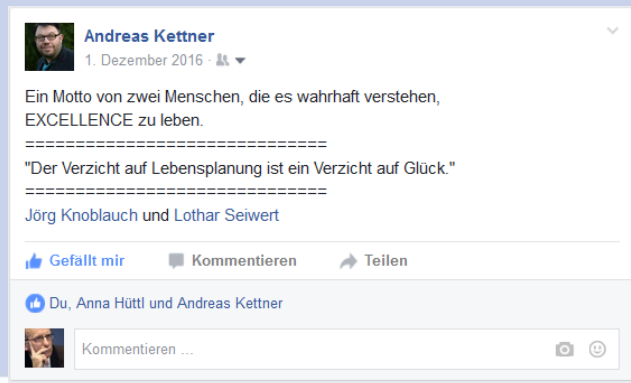 Andreas Kettner
1. Dezember 2016 ·
Ein Motto von zwei Menschen, die es wahrhaft verstehen,
EXCELLENCE zu leben.
==============================
"Der Verzicht auf Lebensplanung ist ein Verzicht auf Glück."
==============================
Jörg Knoblauch und Lothar Seiwert
Gefällt mir Kommentieren Teilen
Du, Anna Hüttl und Andreas Kettner
Kommentieren ...